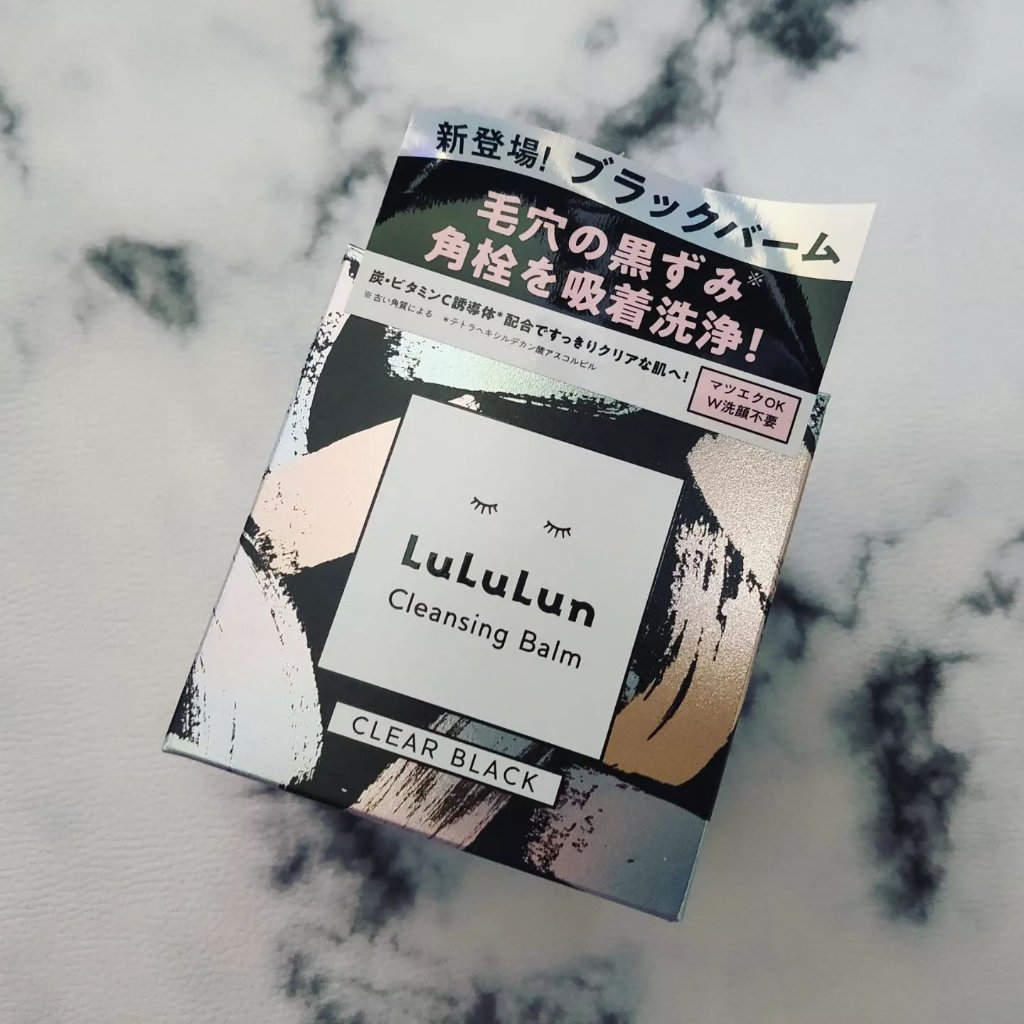 新登場! ブラックバーム
毛穴の黒ずみ※
角栓を吸着洗浄!
炭・ビタミンC誘導体*配合ですっきりクリアな肌へ!
※古い角質による *テトラヘキシルデカン酸アスコルビル
マツエクOK
W洗顔不要
LuLuLun
Cleansing Balm
CLEAR BLACK